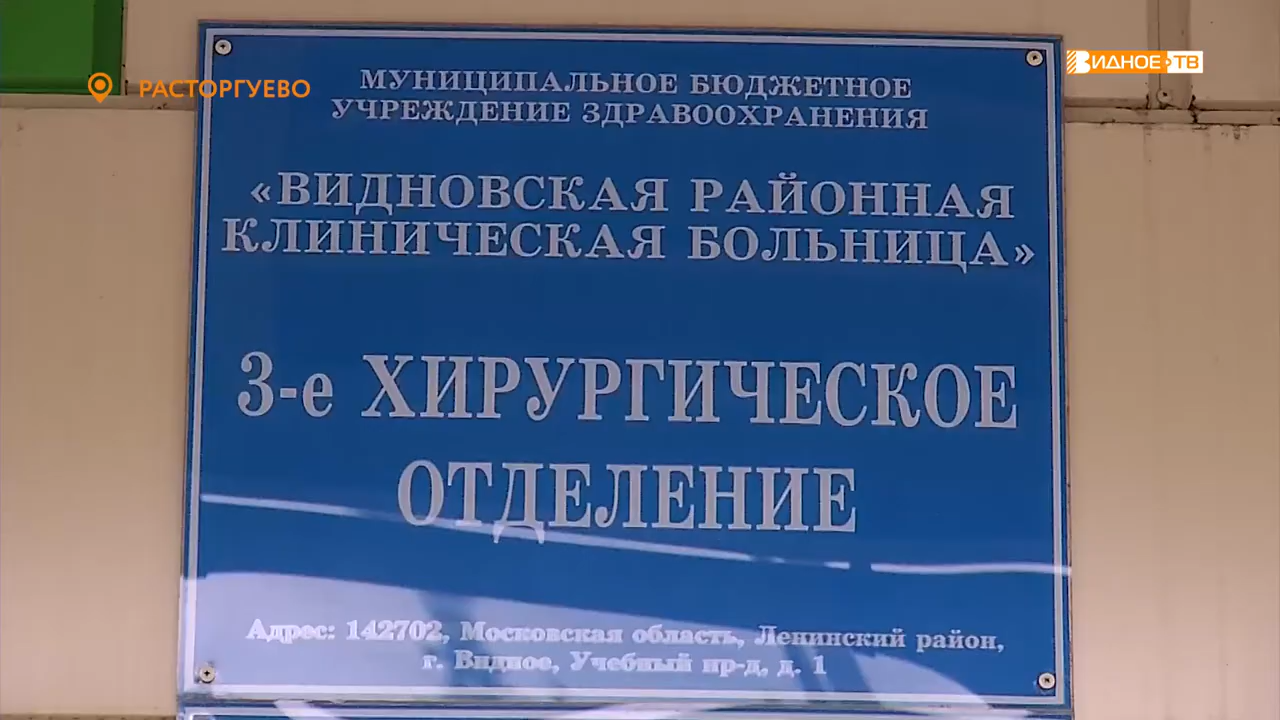 РАСТОРГУЕВО
ВИДНОЕ ТВ
МУНИЦИПАЛЬНОЕ БЮДЖЕТНОЕ
УЧРЕЖДЕНИЕ ЗДРАВООХРАНЕНИЯ
«ВИДНОВСКАЯ РАЙОННАЯ
КЛИНИЧЕСКАЯ БОЛЬНИЦА»
3-е ХИРУРГИЧЕСКОЕ
ОТДЕЛЕНИЕ
Адрес: 142702, Московская область, Ленинский район,
г. Видное, Учебный пр-д, д. 1